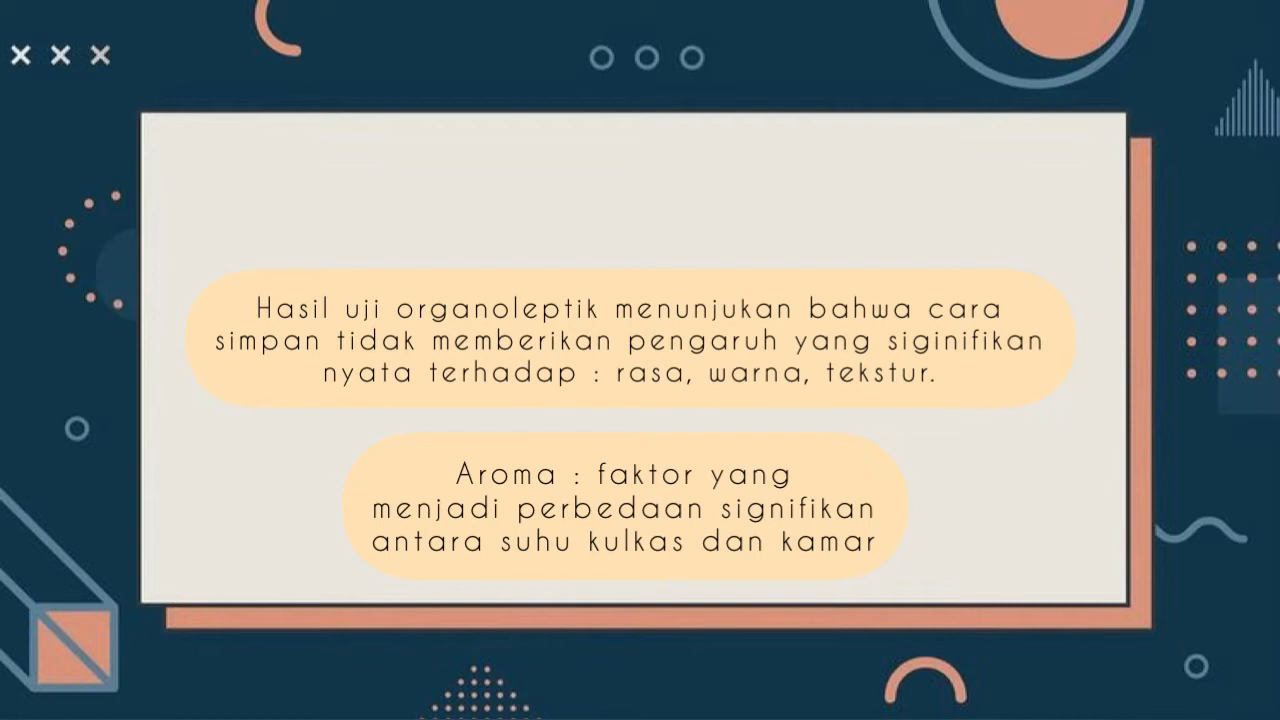 Hasil uji organoleptik menunjukan bahwa cara
simpan tidak memberikan pengaruh yang siginifikan
nyata terhadap : rasa, warna, tekstur.
Aroma : faktor yang
menjadi perbedaan signifikan
antara suhu kulkas dan kamar